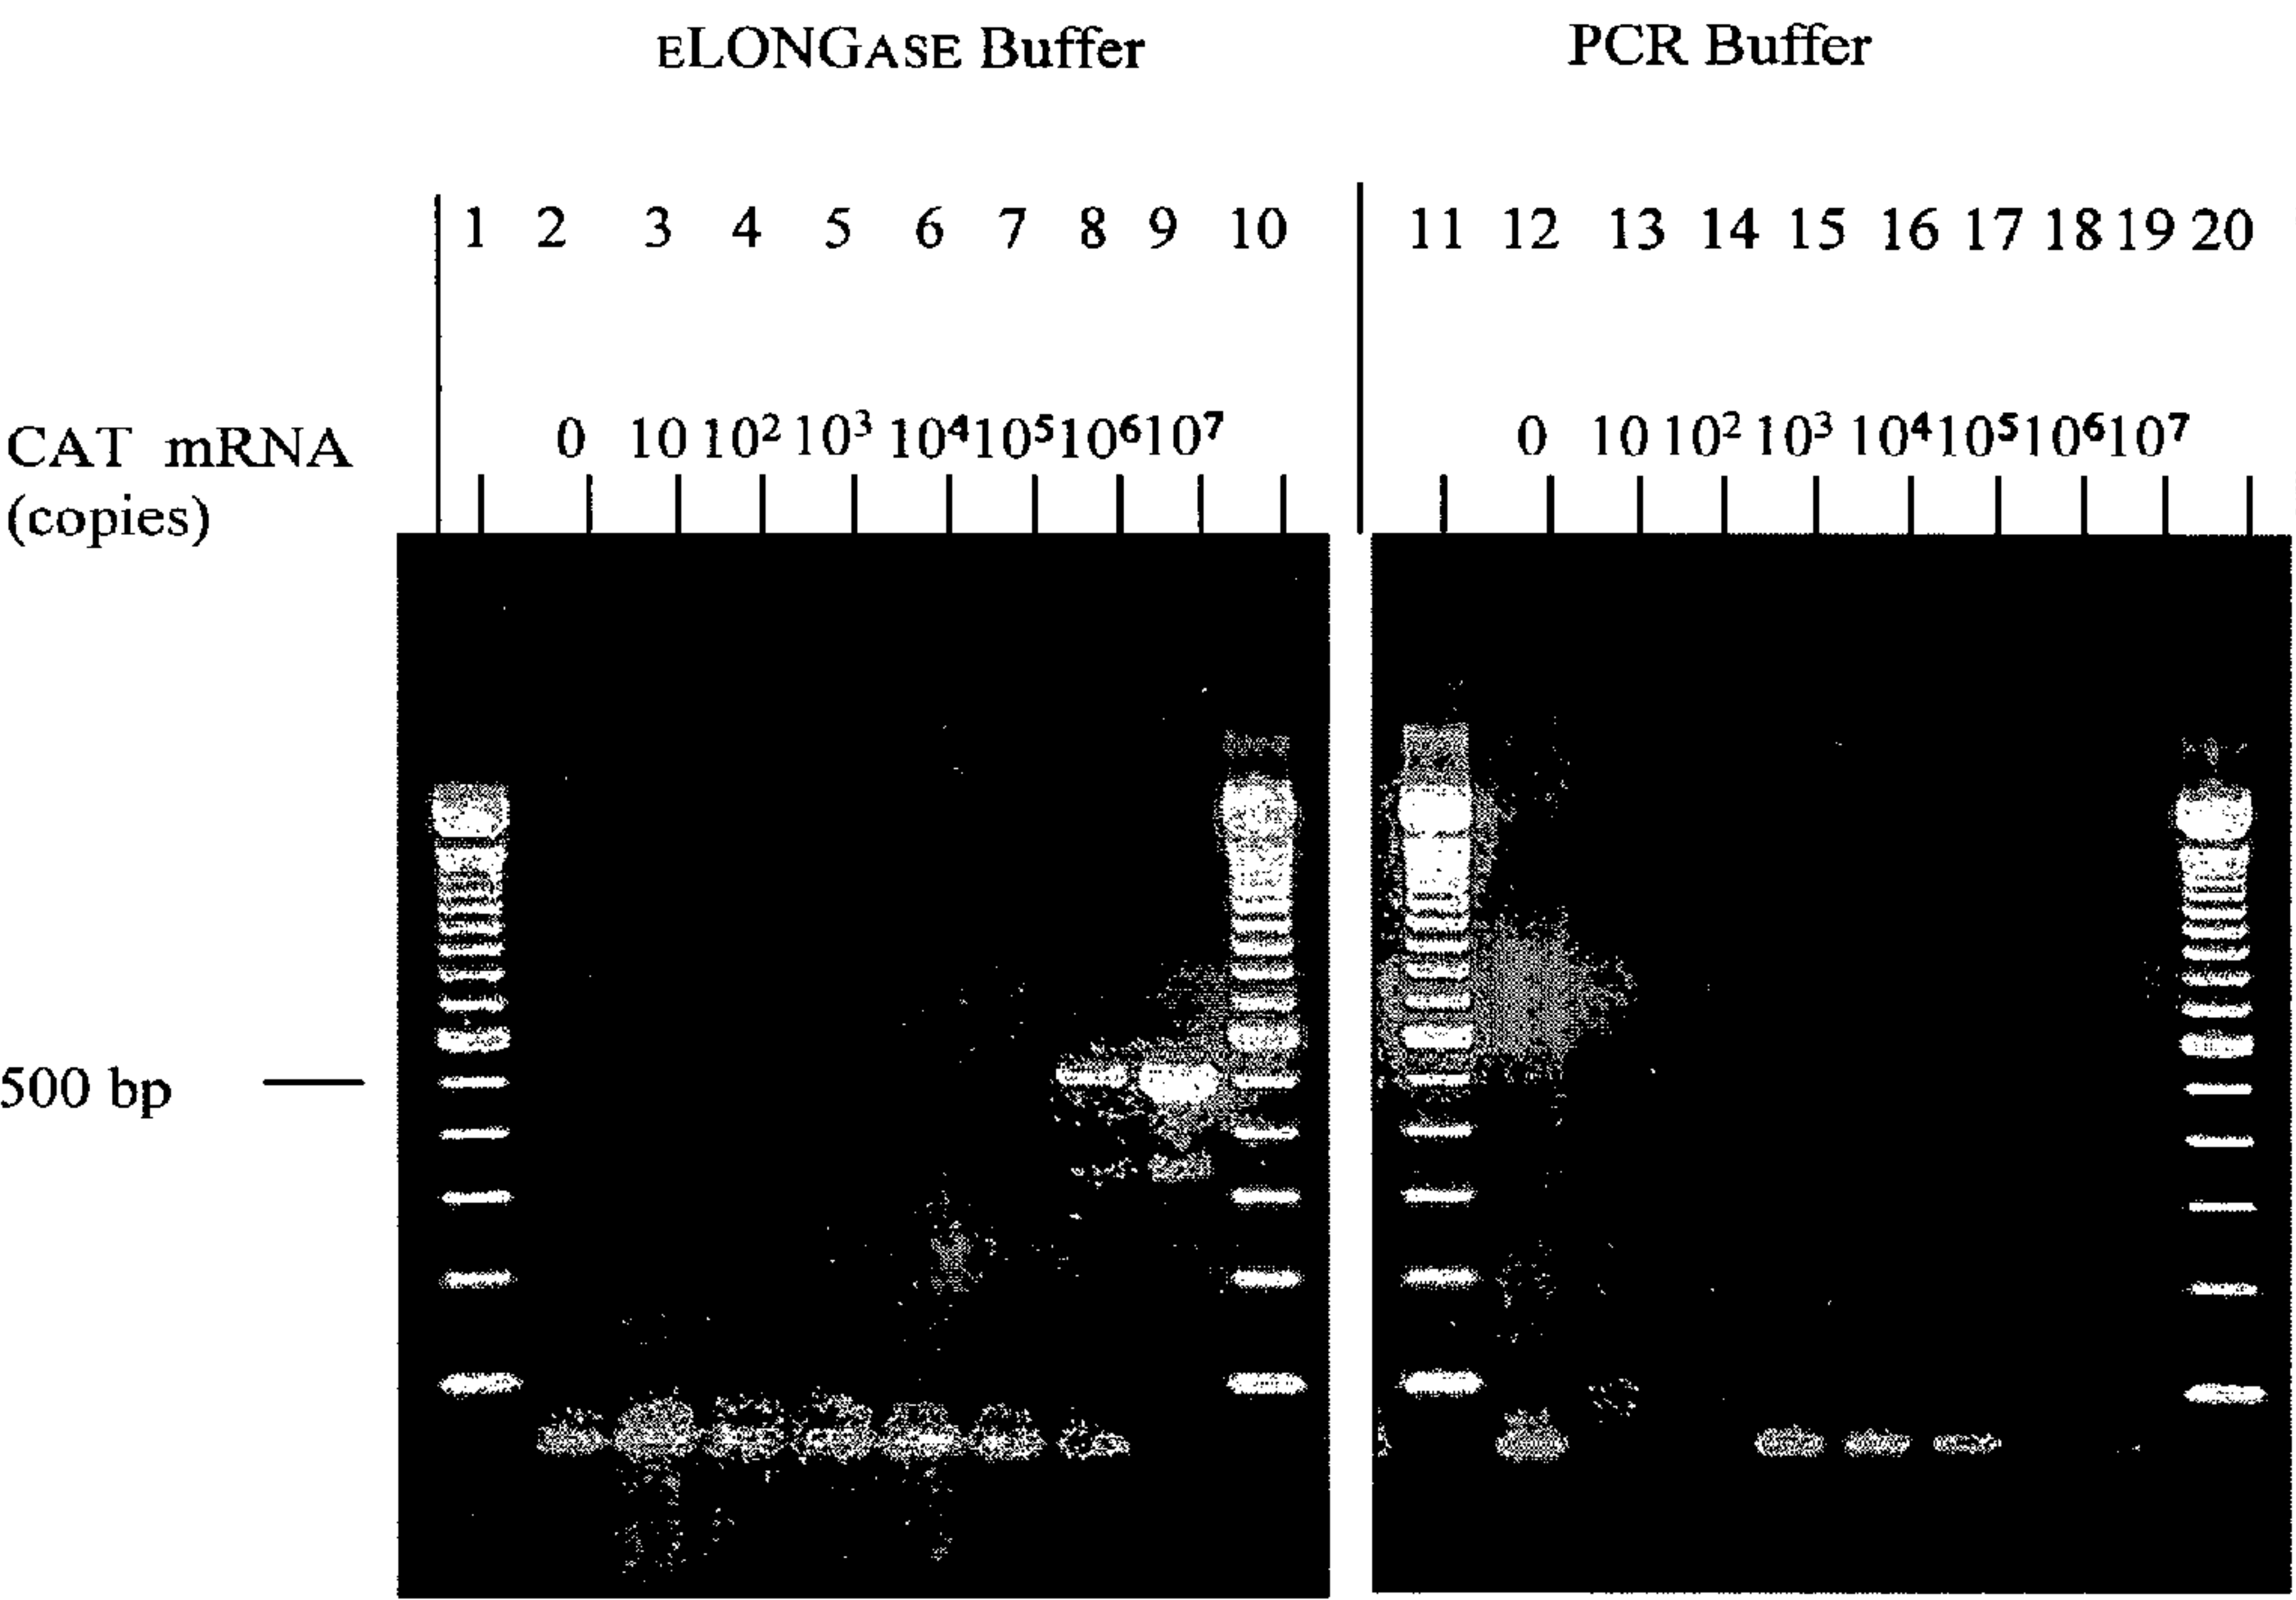 ELONGASE Buffer PCR Buffer
1 2 3 4 5 6 7 8 9 10 11 12 13 14 15 16 17 18 19 20
CAT mRNA 0 10 10² 10³ 10⁴ 10⁵ 10⁶ 10⁷ 0 10 10² 10³ 10⁴ 10⁵ 10⁶ 10⁷
(copies)
500 bp